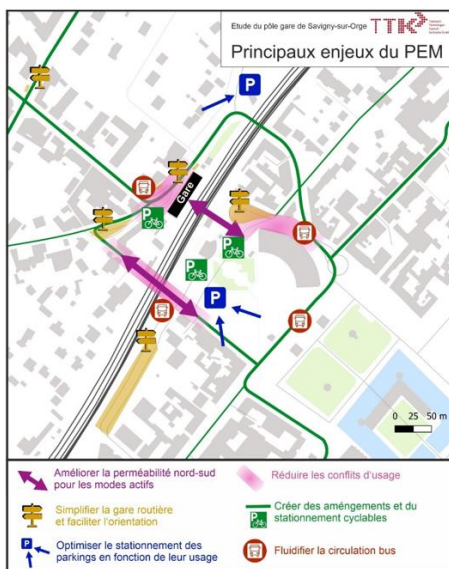 Etude du pôle gare de Savigny-sur-Orge
TTK
Principaux enjeux du PEM
P
Gare
P
P
P
0 25 50 m
Améliorer la perméabilité nord-sud
pour les modes actifs
Réduire les conflits d'usage
Simplifier la gare routière
et faciliter l'orientation
P
Créer des améngements et du
stationnement cyclables
P
Optimiser le stationnement des
parkings en fonction de leur usage
Fluidifier la circulation bus